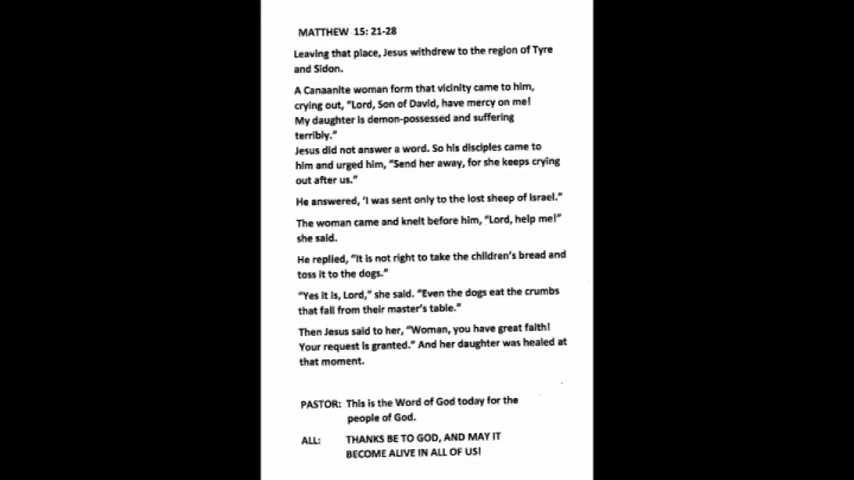 MATTHEW 15: 21-28
Leaving that place, Jesus withdrew to the region of Tyre
and Sidon.
A Canaanite woman form that vicinity came to him,
crying out, "Lord, Son of David, have mercy on me!
My daughter is demon-possessed and suffering
terribly."
Jesus did not answer a word. So his disciples came to
him and urged him, "Send her away, for she keeps crying
out after us."
He answered, 'I was sent only to the lost sheep of Israel."
The woman came and knelt before him, "Lord, help me!"
she said.
He replied, "It is not right to take the children's bread and
toss it to the dogs."
"Yes it is, Lord," she said. "Even the dogs eat the crumbs
that fall from their master's table."
Then Jesus said to her, "Woman, you have great faith!
Your request is granted." And her daughter was healed at
that moment.
PASTOR: This is the Word of God today for the
people of God.
ALL: THANKS BE TO GOD, AND MAY IT
BECOME ALIVE IN ALL OF US!